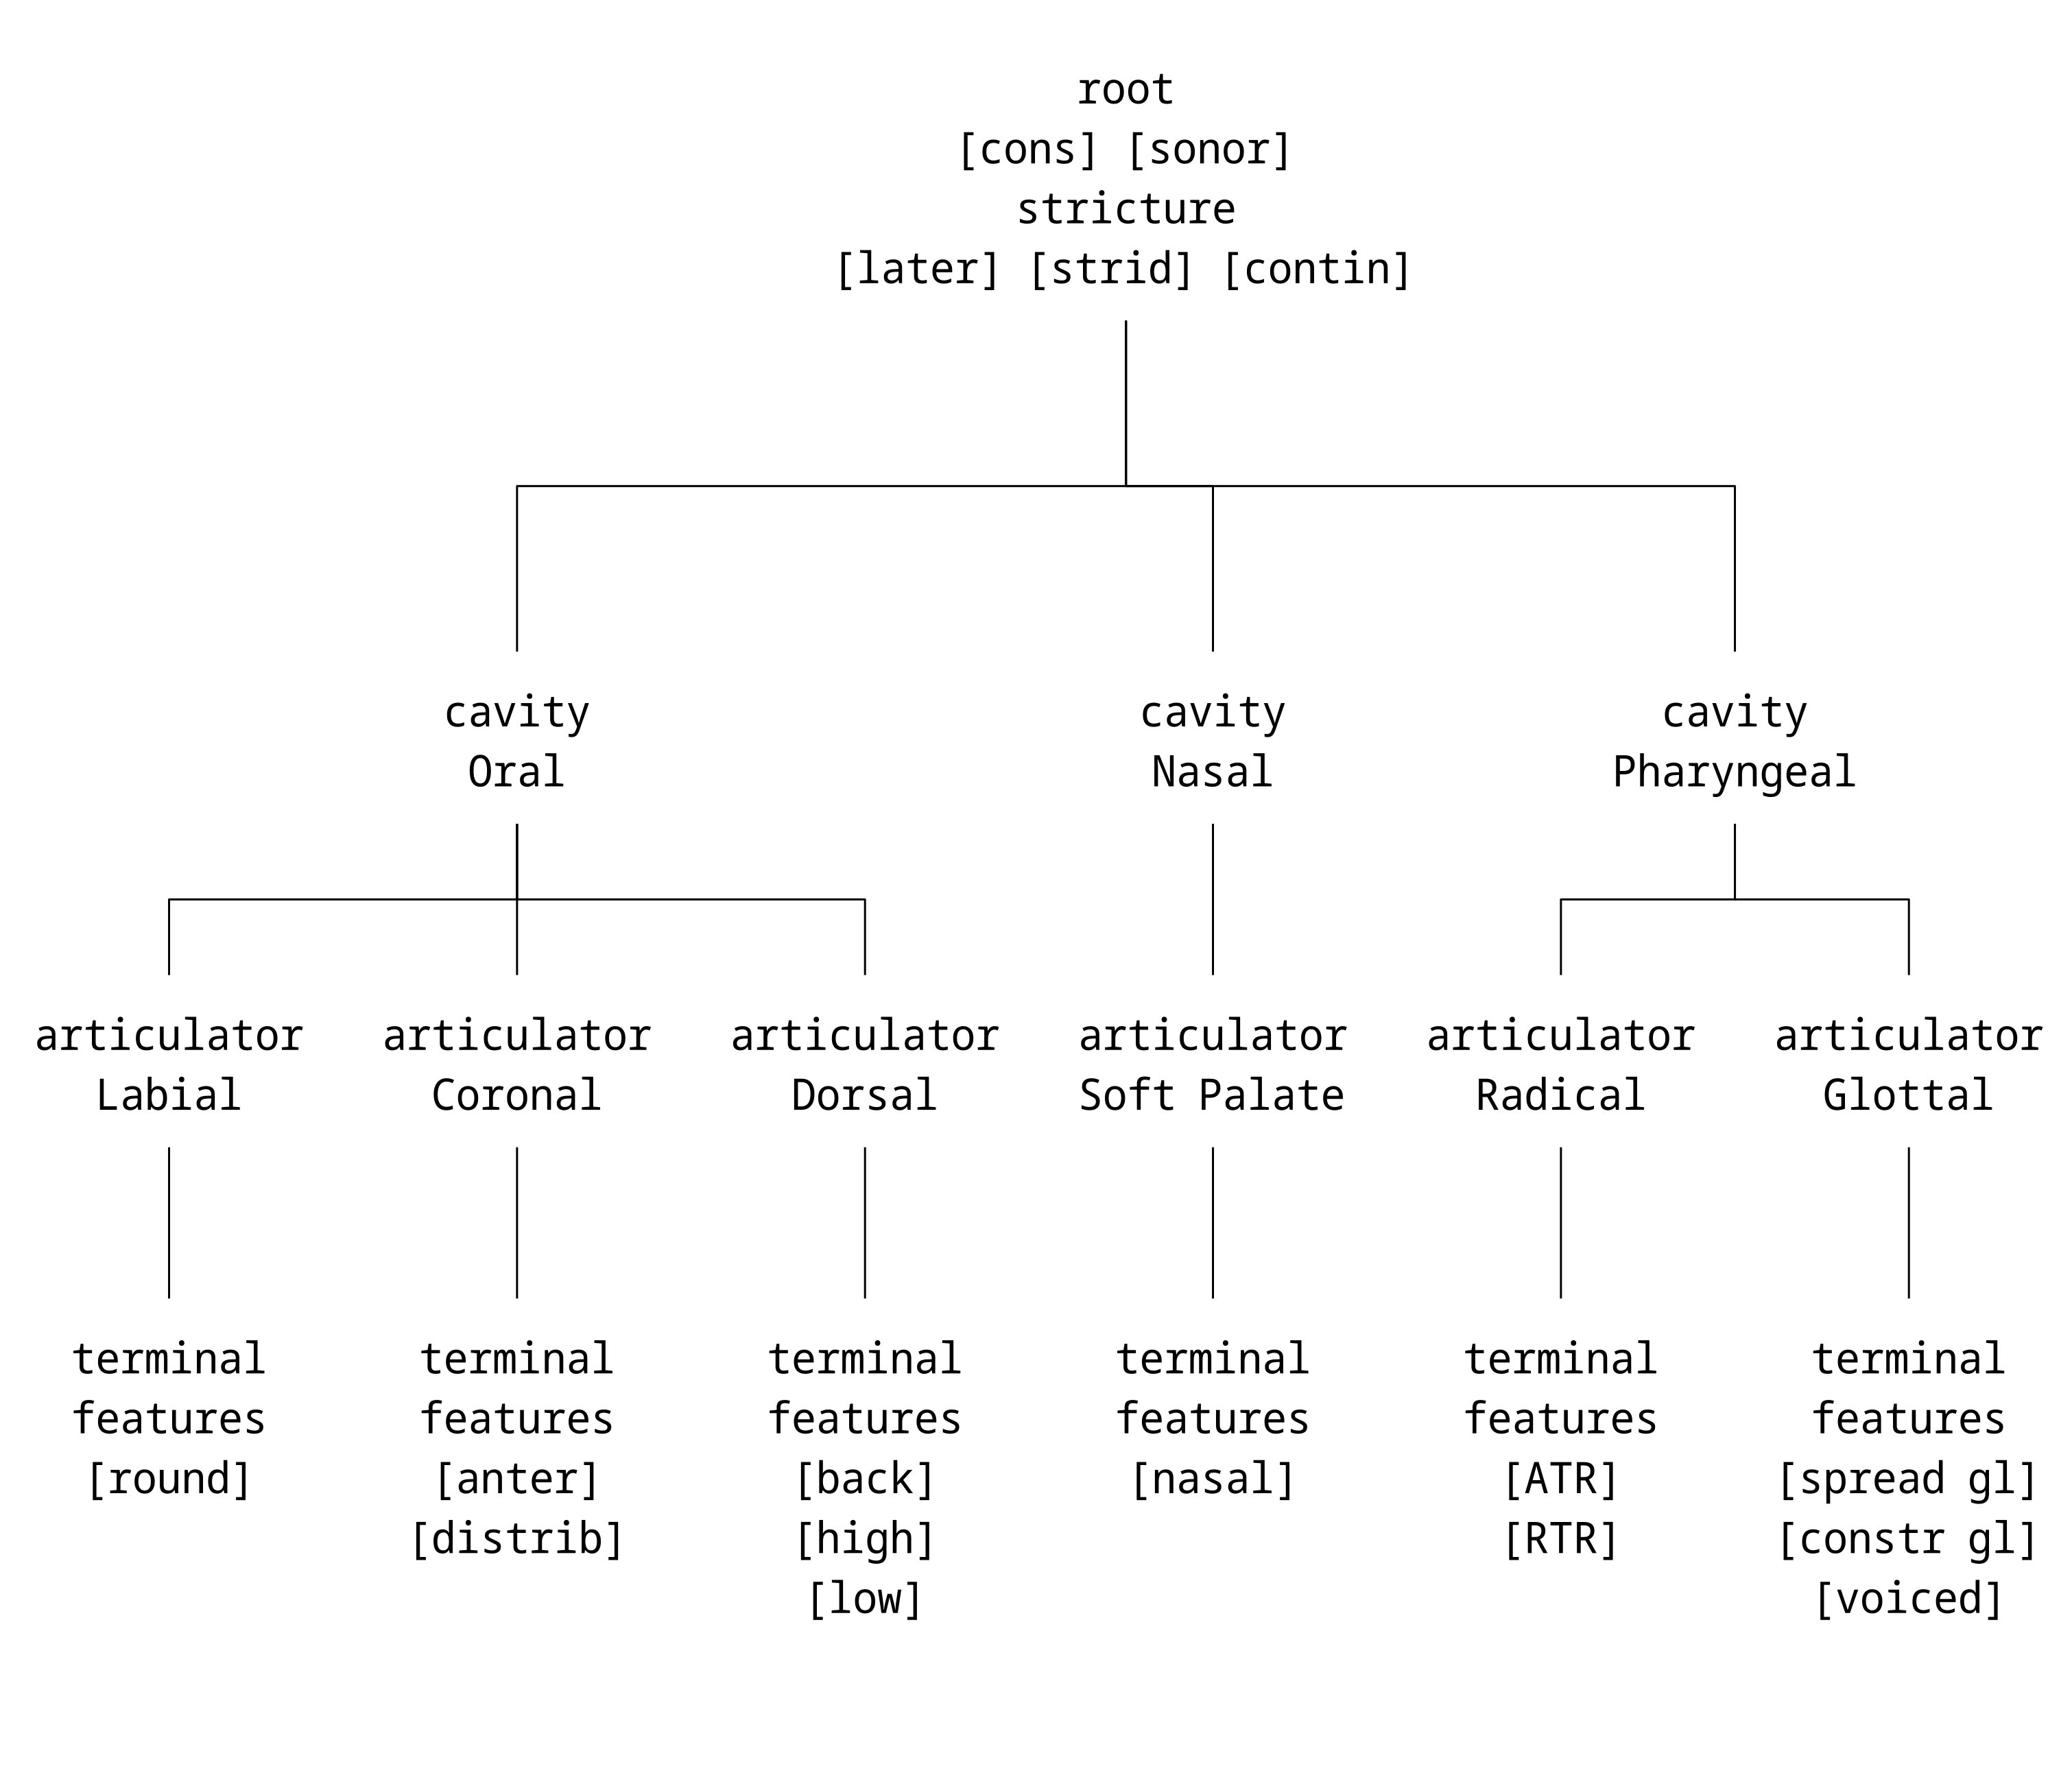 root
[cons] [sonor]
stricture
[later] [strid] [contin]
cavity
Oral
cavity
Nasal
cavity
Pharyngeal
articulator
Labial
articulator
Coronal
articulator
Dorsal
articulator
Soft Palate
articulator
Radical
articulator
Glottal
terminal
features
[round]
terminal
features
[anter]
[distrib]
terminal
features
[back]
[high]
[low]
terminal
features
[nasal]
terminal
features
[ATR]
[RTR]
terminal
features
[spread gl]
[constr gl]
[voiced]